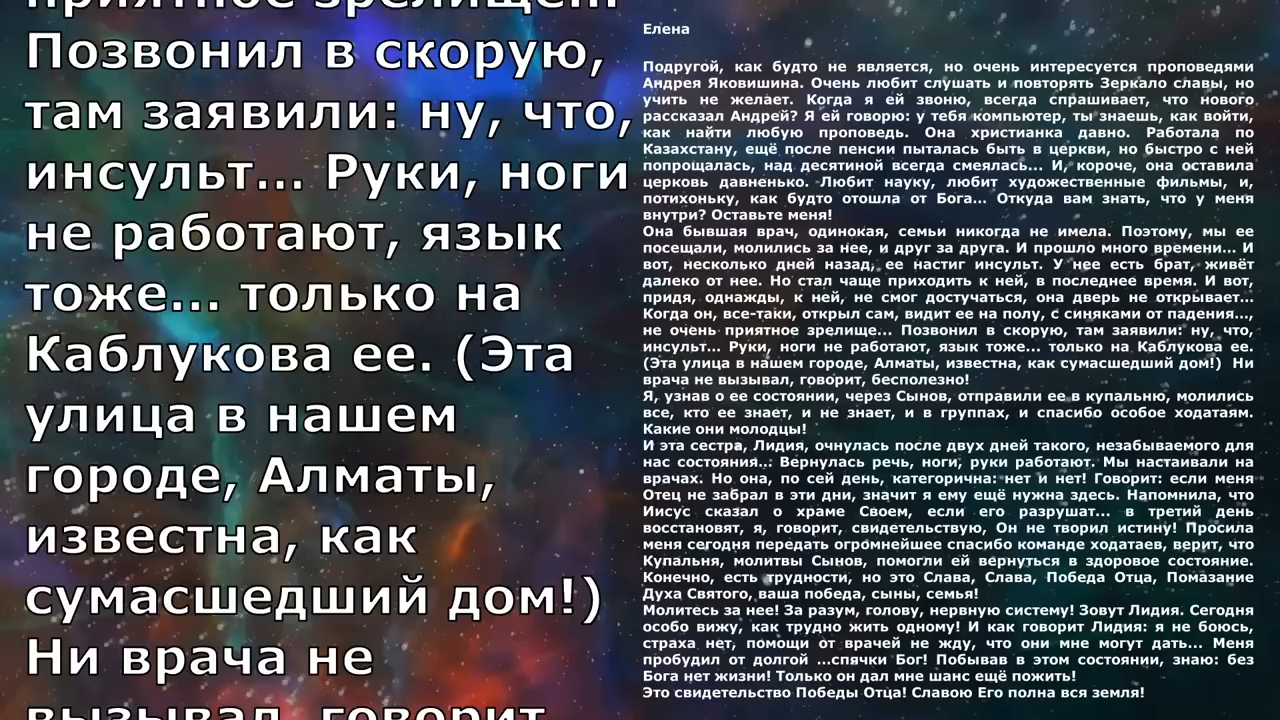 приятное зрелище...
Позвонил в скорую,
там заявили: ну, что,
инсульт... Руки, ноги
не работают, язык
тоже... только на
Каблукова ее. (Эта
улица в нашем
городе, Алматы,
известна, как
сумасшедший дом!)
Ни врача не
вызывал, говорит,
Елена
Подругой, как будто не является, но очень интересуется проповедями
Андрея Яковишина. Очень любит слушать и повторять Зеркало славы, но
учить не желает. Когда я ей звоню, всегда спрашивает, что нового
рассказал Андрей? Я ей говорю: у тебя компьютер, ты знаешь, как войти,
как найти любую проповедь. Она христианка давно. Работала по
Казахстану, ещё после пенсии пыталась быть в церкви, но быстро с ней
попрощалась, над десятиной всегда смеялась... И, короче, она оставила
церковь давненько. Любит науку, любит художественные фильмы, и,
потихоньку, как будто отошла от Бога... Откуда вам знать, что у меня
внутри? Оставьте меня!
Она бывшая врач, одинокая, семьи никогда не имела. Поэтому, мы ее
посещали, молились за нее, и друг за друга. И прошло много времени... И
вот, несколько дней назад, ее настиг инсульт. У нее есть брат, живёт
далеко от нее. Но стал чаще приходить к ней, в последнее время. И вот,
придя, однажды, к ней, не смог достучаться, она дверь не открывает...
Когда он, все-таки, открыл сам, видит ее на полу, с синяками от падения...,
не очень приятное зрелище... Позвонил в скорую, там заявили: ну, что,
инсульт... Руки, ноги не работают, язык тоже... только на Каблукова ее.
(Эта улица в нашем городе, Алматы, известна, как сумасшедший дом!) Ни
врача не вызывал, говорит, бесполезно!
Я, узнав о ее состоянии, через Сынов, отправили ее в купальню, молились
все, кто ее знает, и не знает, и в группах, и спасибо особое ходатаям.
Какие они молодцы!
И эта сестра, Лидия, очнулась после двух дней такого, незабываемого для
нас состояния... Вернулась речь, ноги, руки работают. Мы настаивали на
врачах. Но она, по сей день, категорична: нет и нет! Говорит: если меня
Отец не забрал в эти дни, значит я ему ещё нужна здесь. Напомнила, что
Иисус сказал о храме Своем, если его разрушат... в третий день
восстановят, я, говорит, свидетельствую, Он не творил истину! Просила
меня сегодня передать огромнейшее спасибо команде ходатаев, верит, что
Купальня, молитвы Сынов, помогли ей вернуться в здоровое состояние.
Конечно, есть трудности, но это Слава, Слава, Победа Отца, Помазание
Духа Святого, ваша победа, сыны, семья!
Молитесь за нее! За разум, голову, нервную систему! Зовут Лидия. Сегодня
особо вижу, как трудно жить одному! И как говорит Лидия: я не боюсь,
страха нет, помощи от врачей не жду, что они мне могут дать... Меня
пробудил от долгой ...спячки Бог! Побывав в этом состоянии, знаю: без
Бога нет жизни! Только он дал мне шанс ещё пожить!
Это свидетельство Победы Отца! Славою Его полна вся земля!